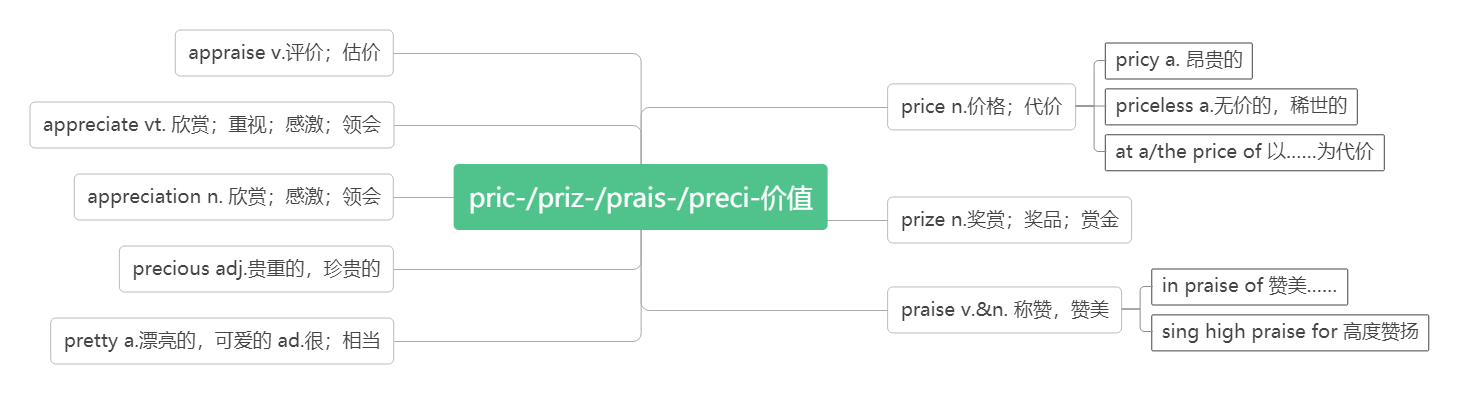 appraise v.评价；估价
appreciate vt. 欣赏；重视；感激；领会
appreciation n. 欣赏；感激；领会
precious adj.贵重的，珍贵的
pretty a.漂亮的，可爱的 ad.很；相当
pric-/priz-/prais-/preci-价值
price n.价格；代价
pricy a. 昂贵的
priceless a.无价的，稀世的
at a/the price of 以......为代价
prize n.奖赏；奖品；赏金
praise v.&n. 称赞，赞美
in praise of 赞美......
sing high praise for 高度赞扬